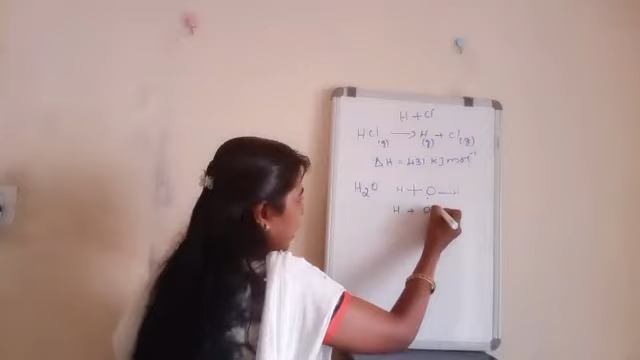 H + Cl
HCl(g) ⟶ H(g) + Cl(g)
ΔH = 431 KJ mol⁻¹
H₂O H + O — H
H + O